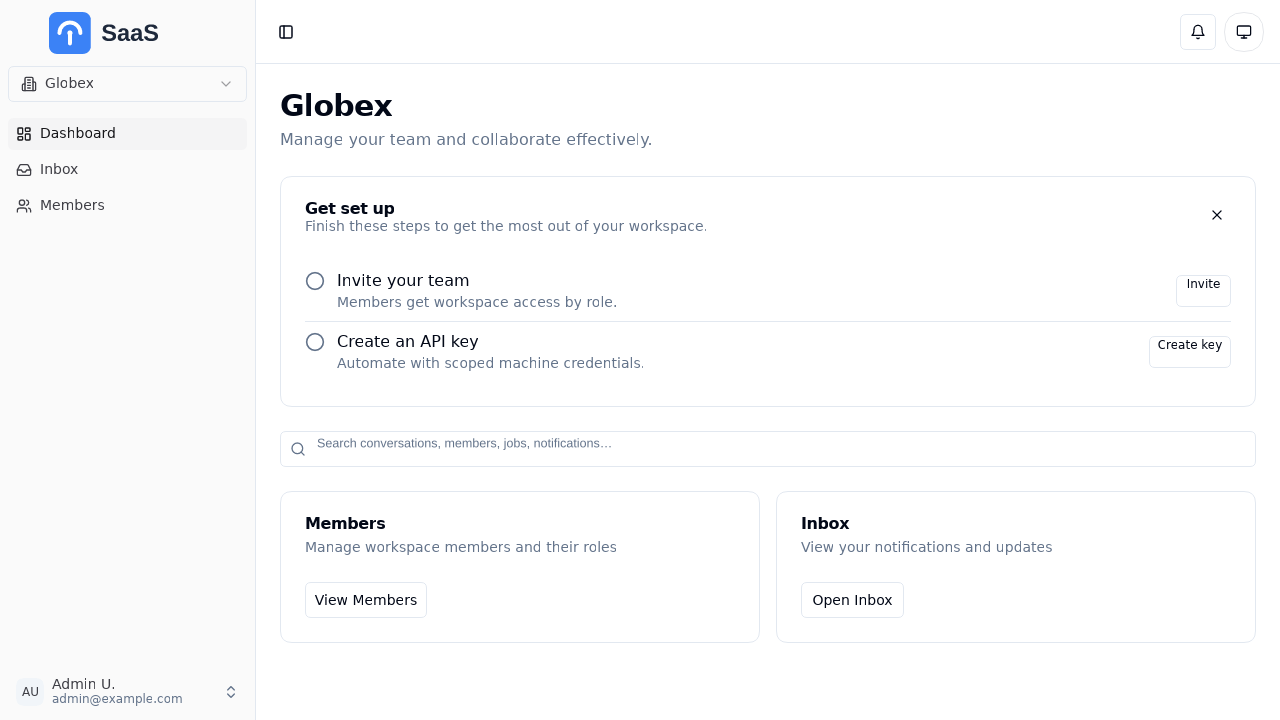 SaaS
Globex
Dashboard
Inbox
Members
AU
Admin U.
admin@example.com
Globex
Manage your team and collaborate effectively.
Get set up
Finish these steps to get the most out of your workspace.
Invite your team
Members get workspace access by role.
Invite
Create an API key
Automate with scoped machine credentials.
Create key
Search conversations, members, jobs, notifications…
Members
Manage workspace members and their roles
View Members
Inbox
View your notifications and updates
Open Inbox